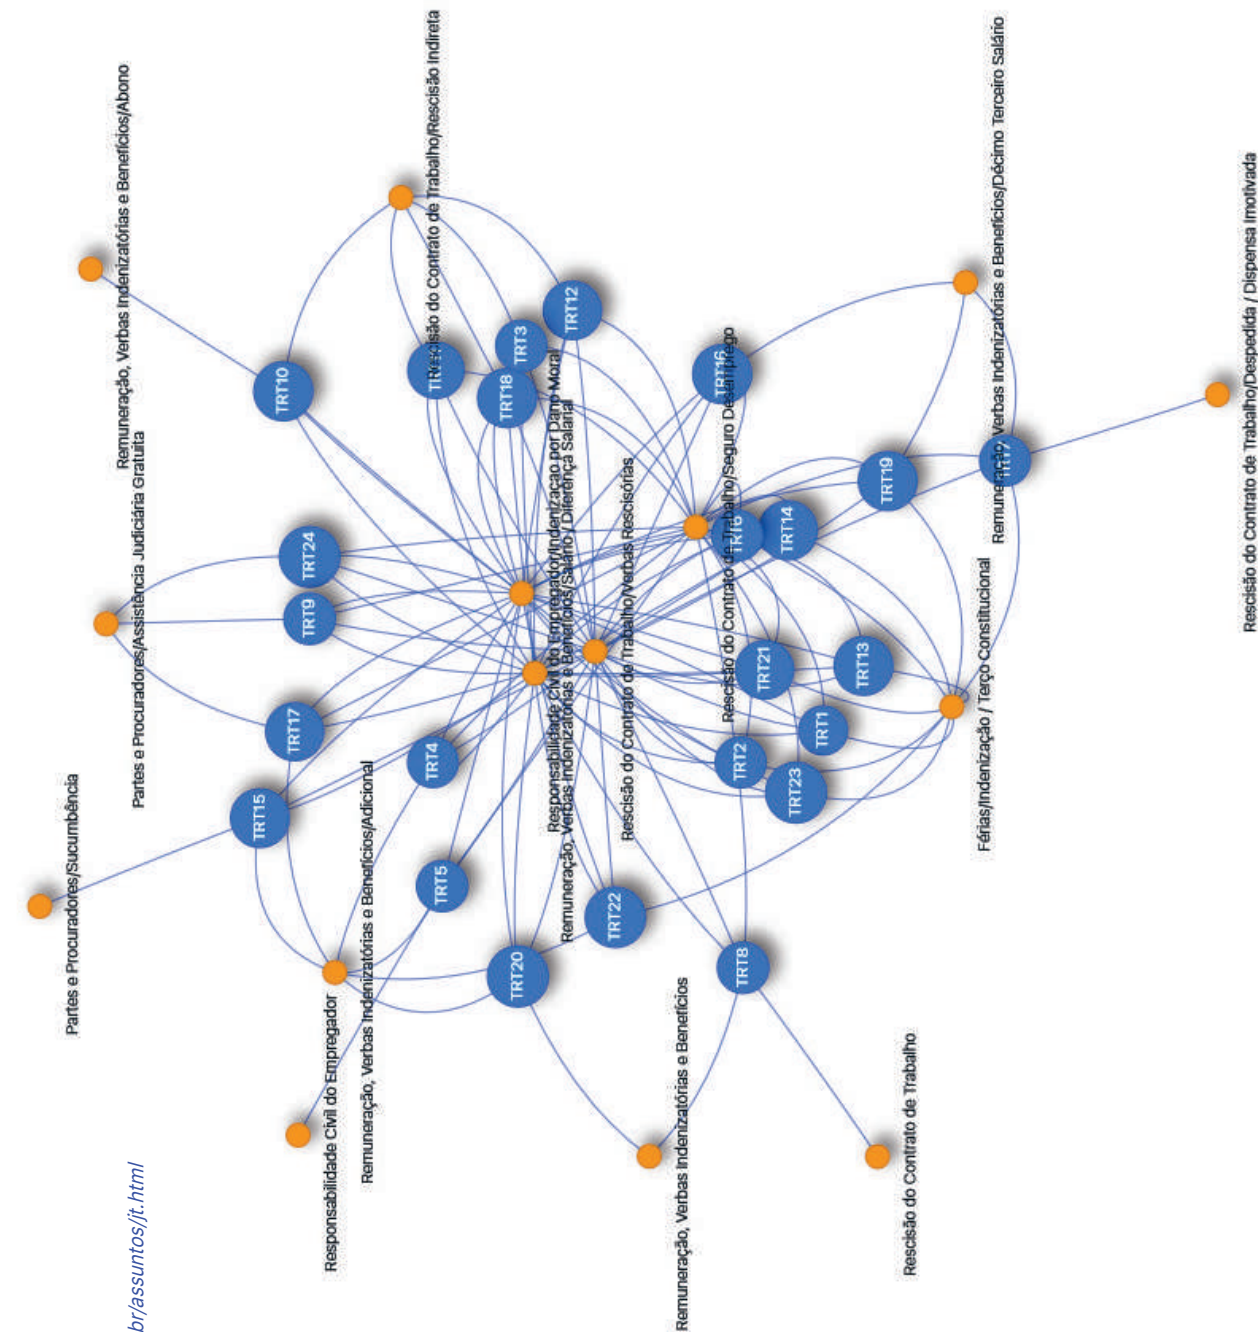 br/assuntos/jt.html
Partes e Procuradores/Sucumbência
Partes e Procuradores/Assistência Judiciária Gratuita
Remuneração, Verbas Indenizatórias e Benefícios/Abono
TRT15
TRT10
TRT17
TRT9
TRT24
Responsabilidade Civil do Empregador
Remuneração, Verbas Indenizatórias e Benefícios/Adicional
Rescisão do Contrato de Trabalho/Rescisão Indireta
TRT4
TRT5
TRT18
TRT3
TRT20
TRT12
Responsabilidade Civil do Empregador/Indenização por Dano Moral
Remuneração, Verbas Indenizatórias e Benefícios/Salário / Diferença Salarial
TRT22
Rescisão do Contrato de Trabalho/Verbas Rescisórias
Remuneração, Verbas Indenizatórias e Benefícios
TRT16
Rescisão do Contrato de Trabalho/Seguro Desemprego
TRT8
TRT2
TRT21
TRT14
TRT23
TRT1
TRT13
TRT19
Rescisão do Contrato de Trabalho
Férias/Indenização / Terço Constitucional
Remuneração, Verbas Indenizatórias e Benefícios/Décimo Terceiro Salário
Rescisão do Contrato de Trabalho/Despedida / Dispensa Imotivada